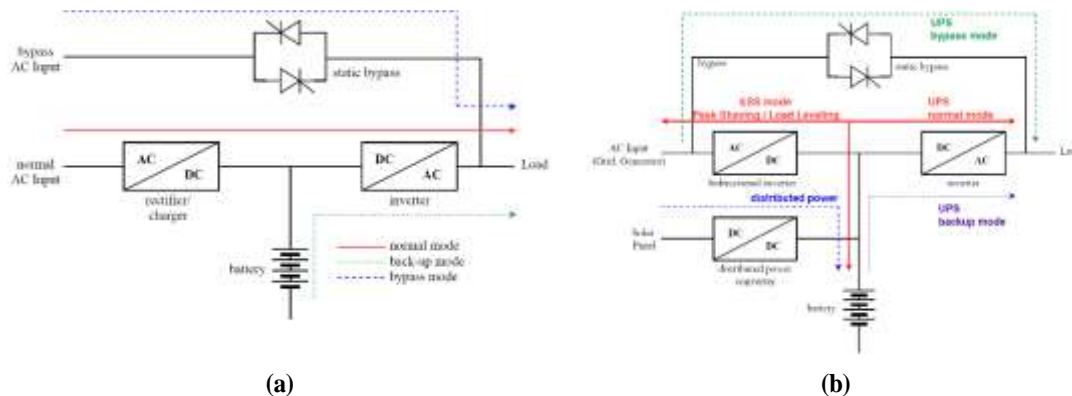 bypass
AC Input
static bypass
normal
AC Input
AC
DC
rectifier/
charger
DC
AC
inverter
Load
battery
normal mode
back-up mode
bypass mode
(a)
UPS
bypass mode
bypass
static bypass
ESS mode
Peak Shaving / Load Leveling
UPS
normal mode
AC Input
(Grid, Generator)
AC
DC
bidirectional inverter
DC
AC
inverter
Lo
distributed power
UPS
backup mode
Solar
Panel
DC
DC
distributed power
converter
battery
(b)